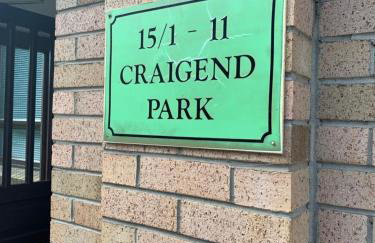 15/1 - 11
CRAIGEND
PARK